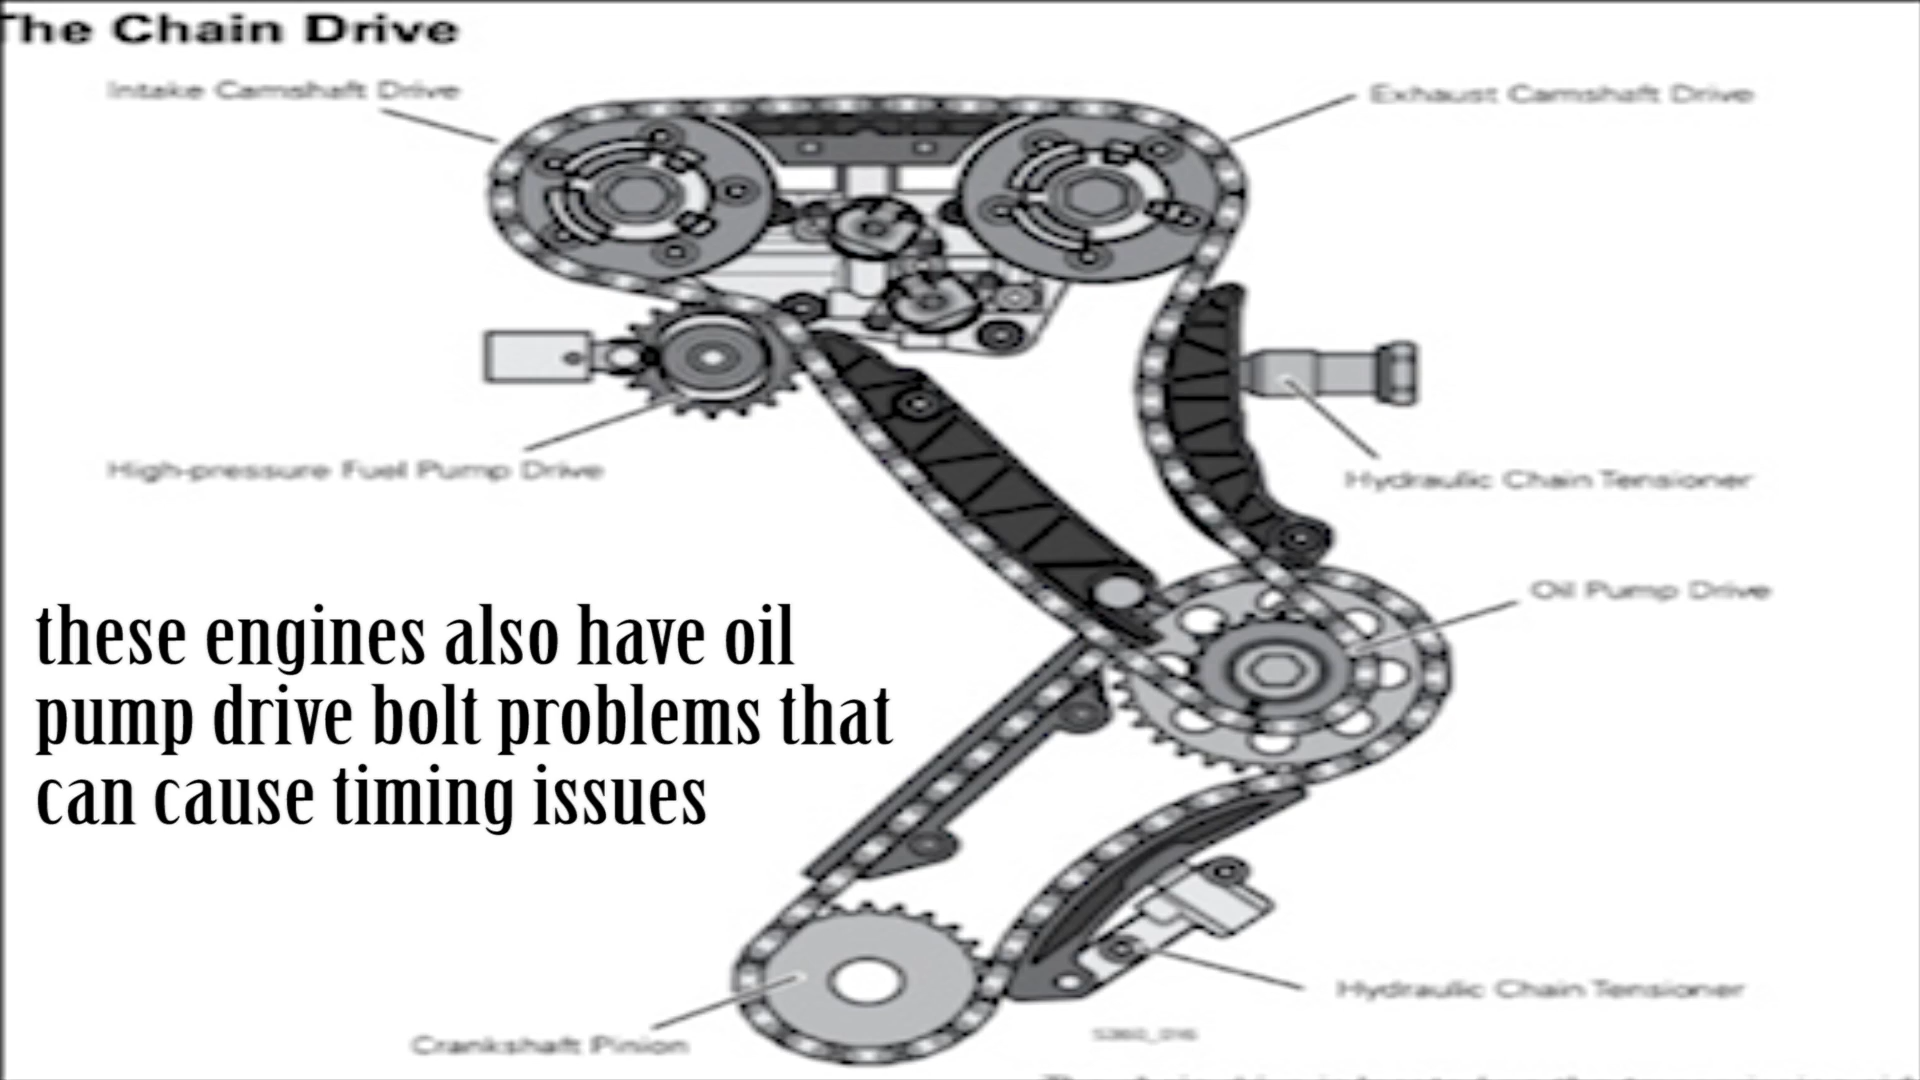 The Chain Drive
Intake Camshaft Drive
Exhaust Camshaft Drive
High-pressure Fuel Pump Drive
Hydraulic Chain Tensioner
Oil Pump Drive
these engines also have oil
pump drive bolt problems that
can cause timing issues
Hydraulic Chain Tensioner
S360_016
Crankshaft Pinion